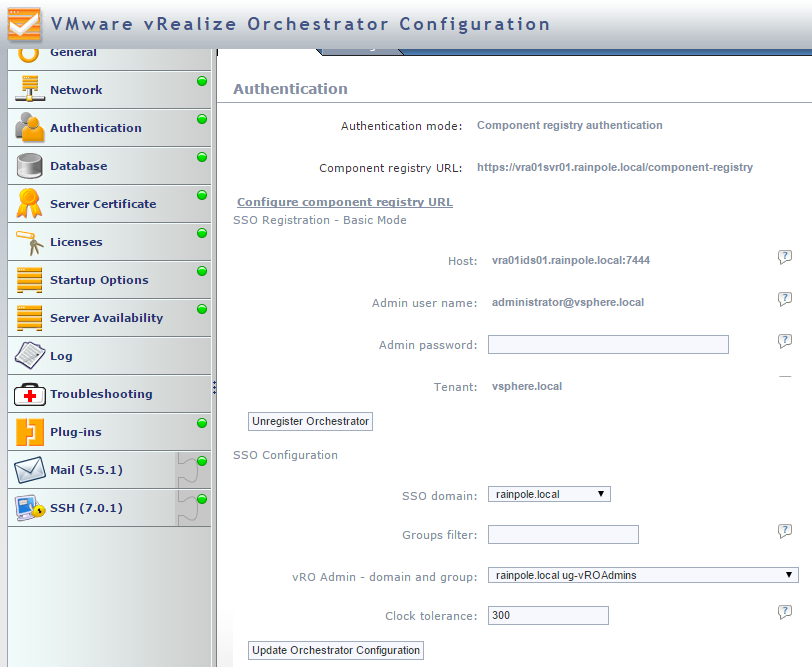 VMware vRealize Orchestrator Configuration
General
Network
Authentication
Database
Server Certificate
Licenses
Startup Options
Server Availability
Log
Troubleshooting
Plug-ins
Mail (5.5.1)
SSH (7.0.1)
Authentication
Authentication mode: Component registry authentication
Component registry URL: https://vra01svr01.rainpole.local/component-registry
Configure component registry URL
SSO Registration - Basic Mode
Host: vra01ids01.rainpole.local:7444
Admin user name: administrator@vsphere.local
Admin password:
Tenant: vsphere.local
Unregister Orchestrator
SSO Configuration
SSO domain: rainpole.local
Groups filter:
vRO Admin - domain and group: rainpole.local ug-vROAdmins
Clock tolerance: 300
Update Orchestrator Configuration